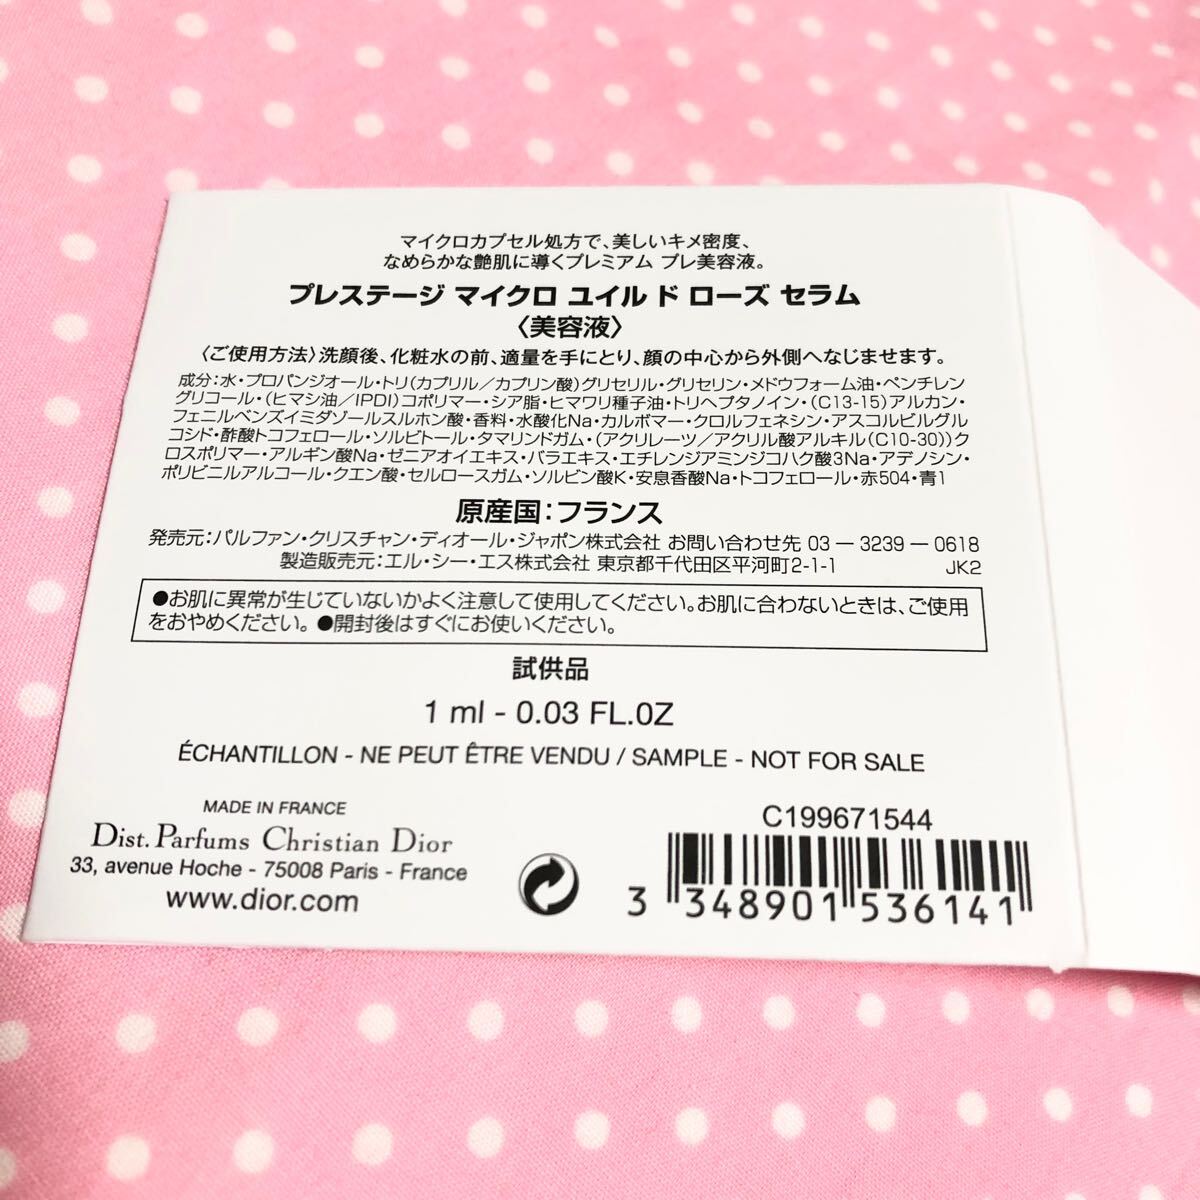 マイクロカプセル処方で、美しいキメ密度、
なめらかな艶肌に導くプレミアム プレ美容液。
プレステージ マイクロ ユイル ド ローズ セラム
〈美容液〉
〈ご使用方法〉洗顔後、化粧水の前、適量を手にとり、顔の中心から外側へなじませます。
成分：水・プロパンジオール・トリ（カプリル／カプリン酸）グリセリル・グリセリン・メドウフォーム油・ペンチレン
グリコール・（ヒマシ油／IPDI）コポリマー・シア脂・ヒマワリ種子油・トリヘプタノイン・（C13-15）アルカン・
フェニルベンズイミダゾールスルホン酸・香料・水酸化Na・カルボマー・クロルフェネシン・アスコルビルグル
コシド・酢酸トコフェロール・ソルビトール・タマリンドガム・（アクリレーツ／アクリル酸アルキル（C10-30））ク
ロスポリマー・アルギン酸Na・ゼニアオイエキス・バラエキス・エチレンジアミンジコハク酸3Na・アデノシン・
ポリビニルアルコール・クエン酸・セルロースガム・ソルビン酸K・安息香酸Na・トコフェロール・赤504・青1
原産国：フランス
発売元：パルファン・クリスチャン・ディオール・ジャポン株式会社 お問い合わせ先 03 ― 3239 ― 0618
製造販売元：エル・シー・エス株式会社 東京都千代田区平河町2-1-1 JK2
●お肌に異常が生じていないかよく注意して使用してください。お肌に合わないときは、ご使用
をおやめください。 ●開封後はすぐにお使いください。
試供品
1 ml - 0.03 FL.OZ
ÉCHANTILLON - NE PEUT ÊTRE VENDU / SAMPLE - NOT FOR SALE
MADE IN FRANCE
Dist. Parfums Christian Dior
33, avenue Hoche - 75008 Paris - France
www.dior.com
C199671544
3 348901 536141